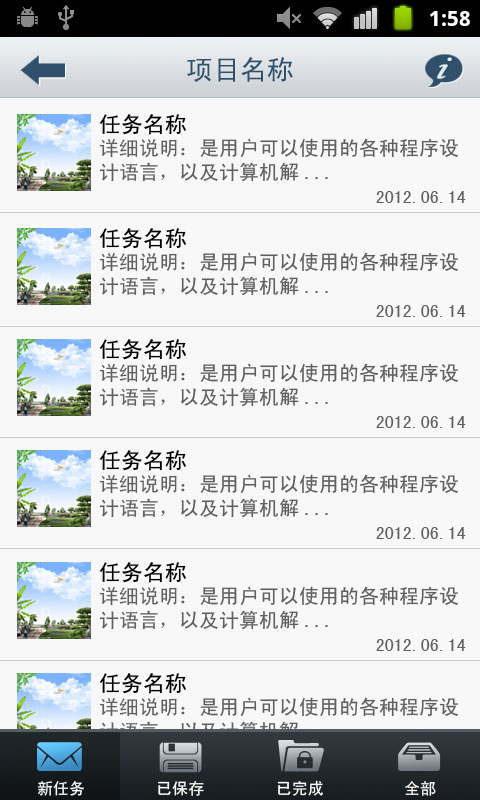 1:58
项目名称
任务名称
详细说明：是用户可以使用的各种程序设
计语言，以及计算机解...
2012.06.14
任务名称
详细说明：是用户可以使用的各种程序设
计语言，以及计算机解...
2012.06.14
任务名称
详细说明：是用户可以使用的各种程序设
计语言，以及计算机解...
2012.06.14
任务名称
详细说明：是用户可以使用的各种程序设
计语言，以及计算机解...
2012.06.14
任务名称
详细说明：是用户可以使用的各种程序设
计语言，以及计算机解...
2012.06.14
任务名称
详细说明：是用户可以使用的各种程序设
计语言，以及计算机解...
新任务
已保存
已完成
全部